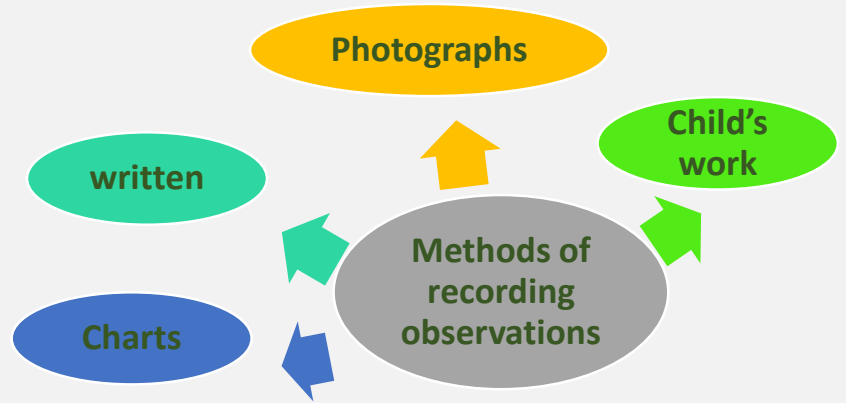 Photographs
Child's
work
written
Methods of
recording
observations
Charts